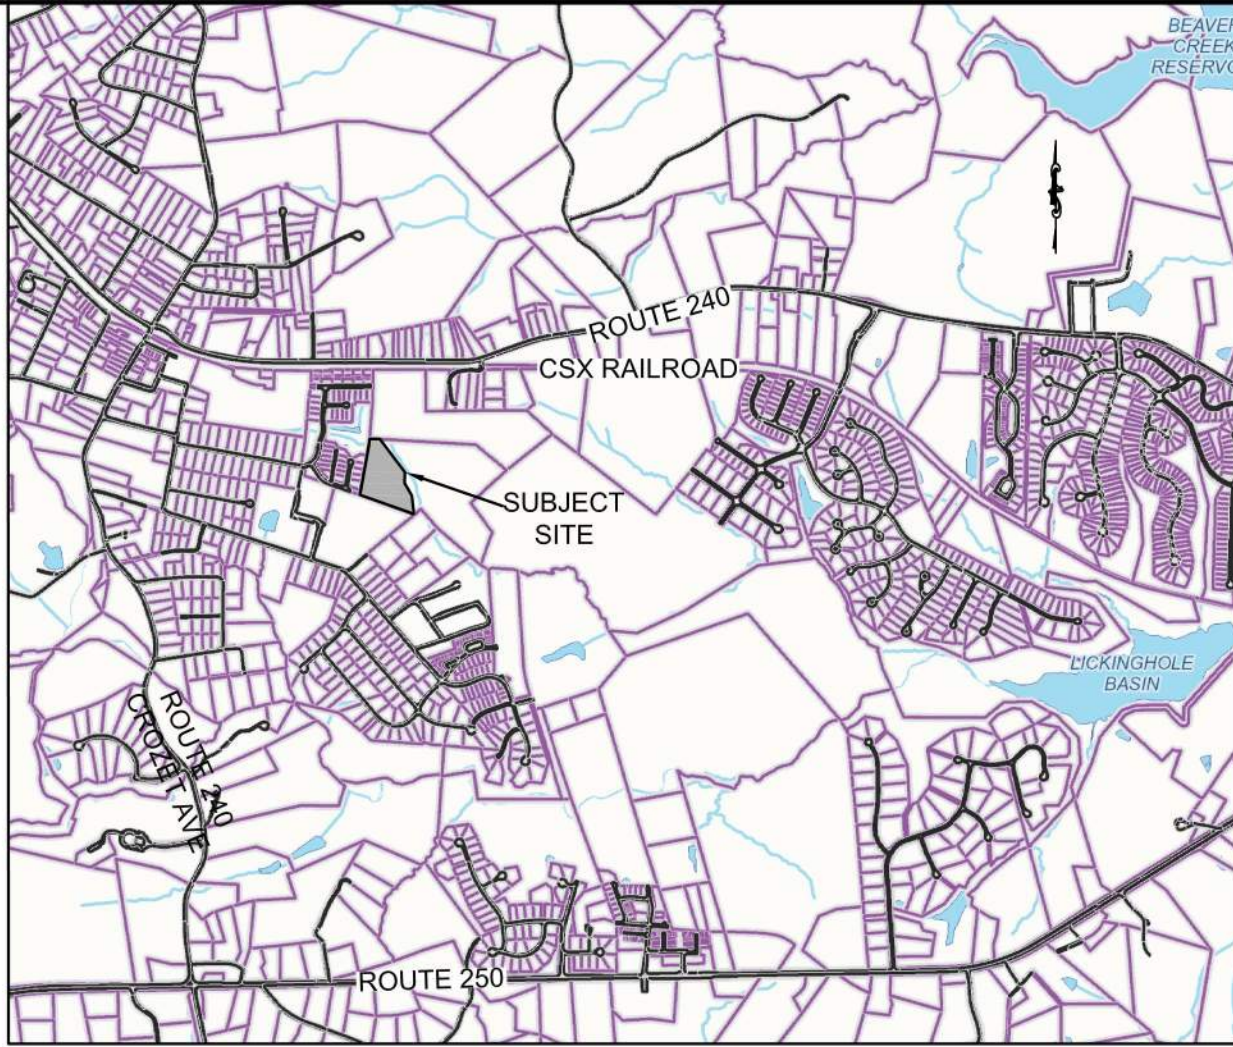 BEAVER
CREEK
RESERVO
ROUTE 240
CSX RAILROAD
SUBJECT
SITE
LICKINGHOLE
BASIN
ROUTE 240
CROZET AVE
ROUTE 250